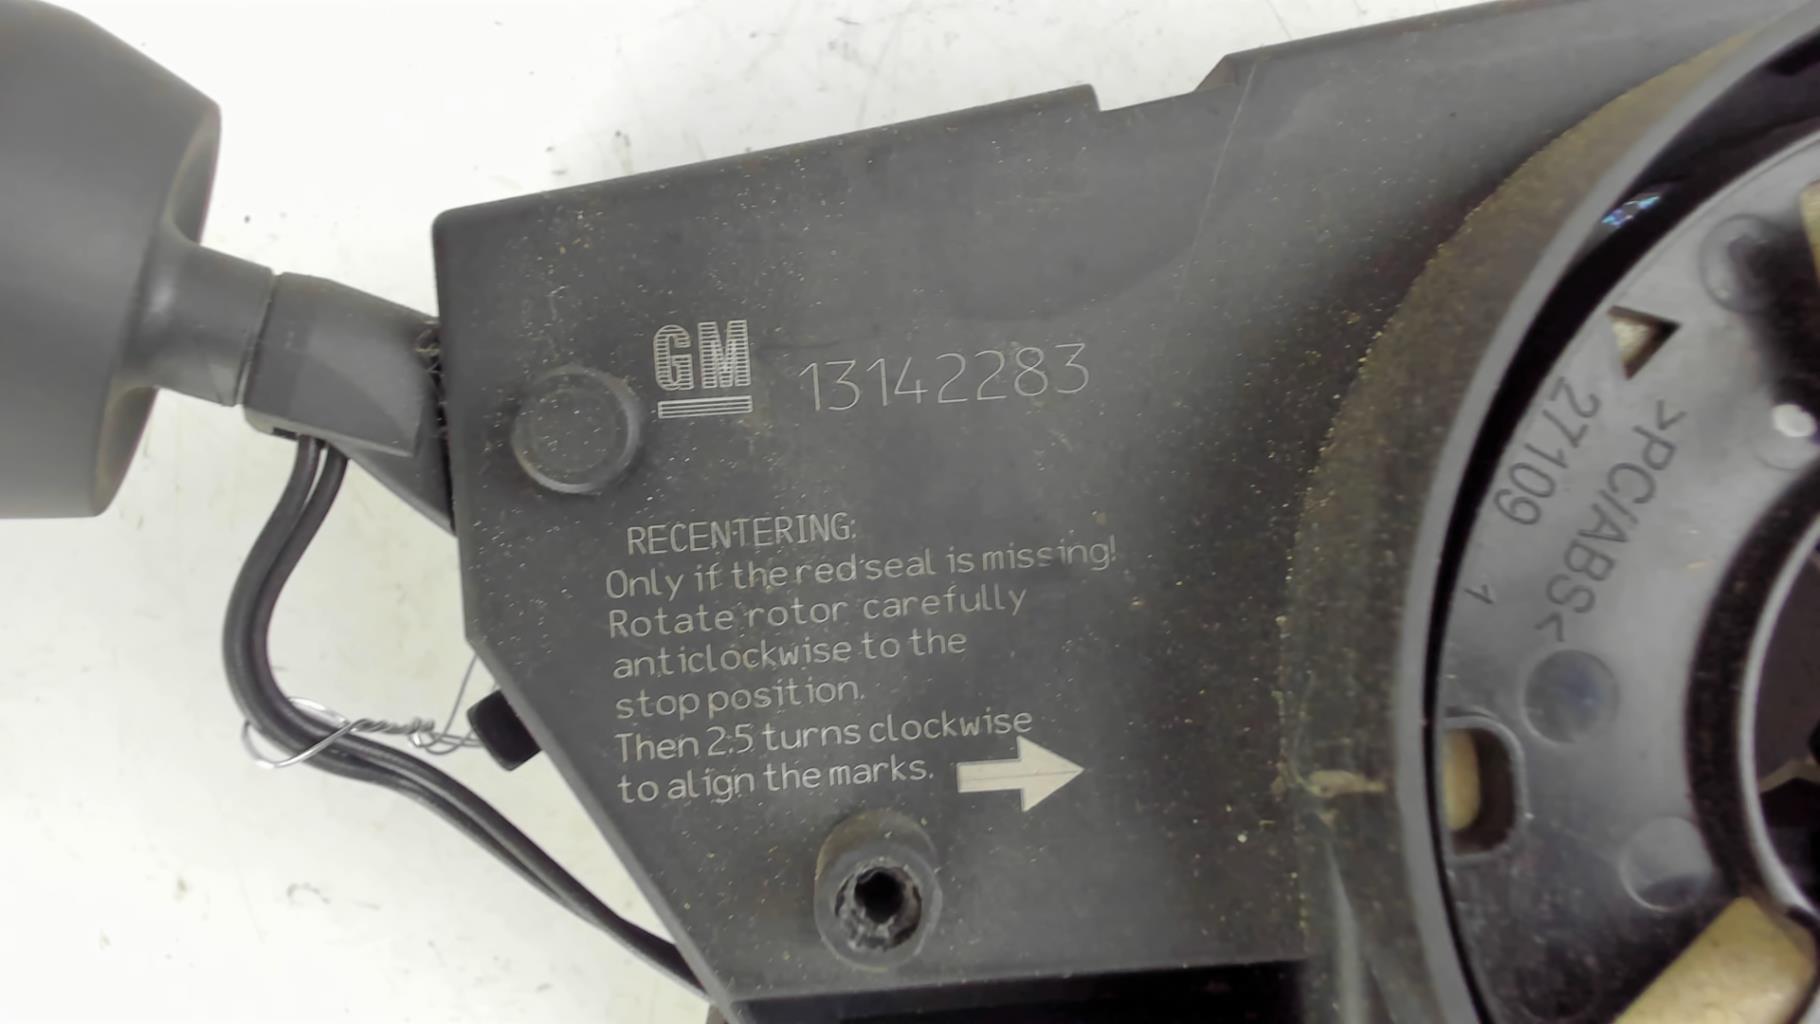 GM 13142283
RECENTERING:
Only if the red seal is missing!
Rotate rotor carefully
anticlockwise to the
stop position.
Then 2.5 turns clockwise
to align the marks.
>PC/ABS<
27109
1